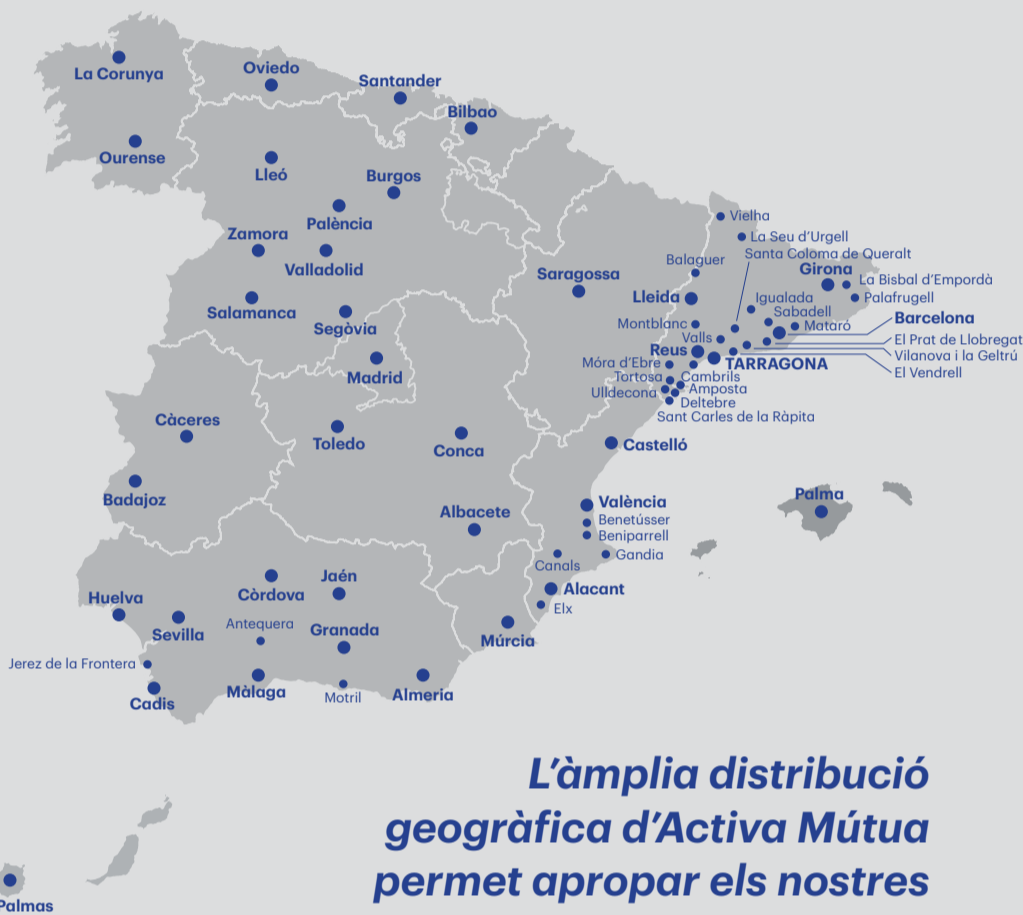 La Corunya
Oviedo
Santander
Bilbao
Ourense
Lleó
Burgos
Palència
Zamora
Valladolid
Salamanca
Segòvia
Madrid
Saragossa
Vielha
La Seu d'Urgell
Santa Coloma de Queralt
Balaguer
Girona
La Bisbal d'Empordà
Palafrugell
Lleida
Igualada
Sabadell
Mataró
Barcelona
Montblanc
Valls
El Prat de Llobregat
Vilanova i la Geltrú
El Vendrell
Reus
TARRAGONA
Móra d'Ebre
Cambrils
Tortosa
Amposta
Ulldecona
Deltebre
Sant Carles de la Ràpita
Càceres
Toledo
Conca
Castelló
Badajoz
Albacete
València
Benetússer
Beniparrell
Gandia
Canals
Palma
Alacant
Elx
Huelva
Sevilla
Còrdova
Jaén
Antequera
Granada
Múrcia
Jerez de la Frontera
Cadis
Màlaga
Motril
Almeria
L'àmplia distribució
geogràfica d'Activa Mútua
permet apropar els nostres
Palmas